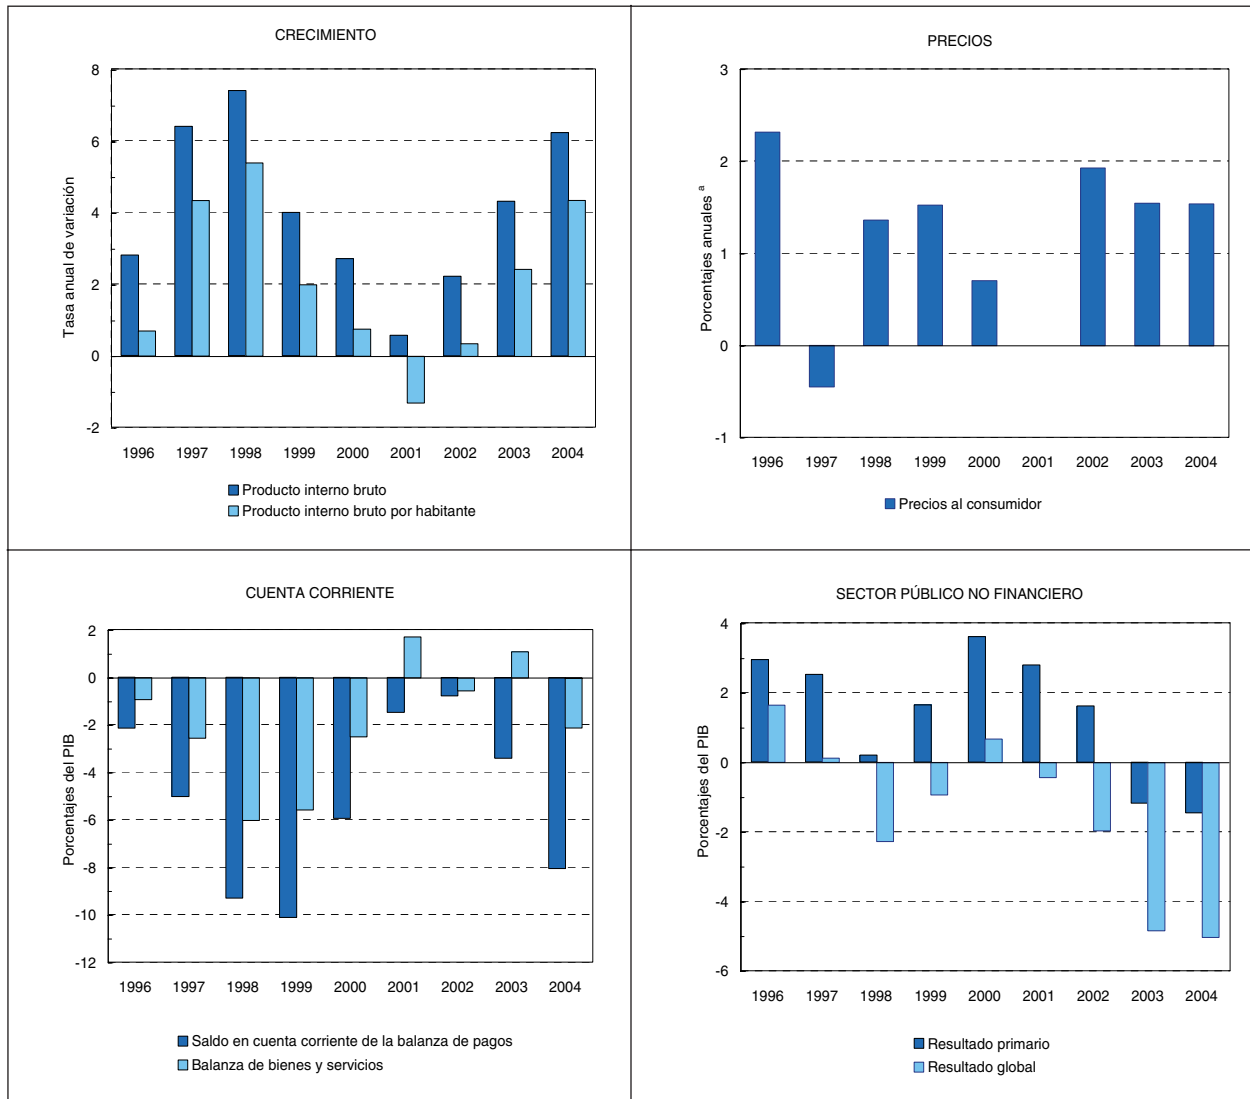 CRECIMIENTO
Tasa anual de variación
8
6
4
2
0
-2
1996 1997 1998 1999 2000 2001 2002 2003 2004
Producto interno bruto
Producto interno bruto por habitante
PRECIOS
Porcentajes anuales a
3
2
1
0
-1
1996 1997 1998 1999 2000 2001 2002 2003 2004
Precios al consumidor
CUENTA CORRIENTE
Porcentajes del PIB
2
0
-2
-4
-6
-8
-10
-12
1996 1997 1998 1999 2000 2001 2002 2003 2004
Saldo en cuenta corriente de la balanza de pagos
Balanza de bienes y servicios
SECTOR PÚBLICO NO FINANCIERO
Porcentajes del PIB
4
2
0
-2
-4
-6
1996 1997 1998 1999 2000 2001 2002 2003 2004
Resultado primario
Resultado global